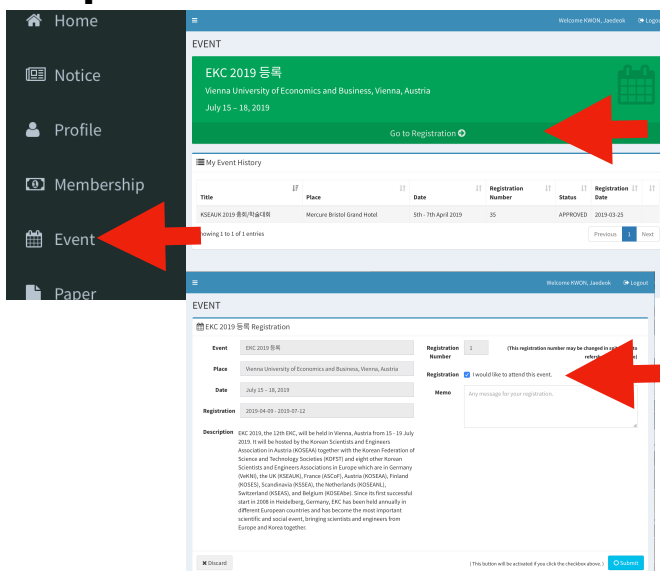 Home
Notice
Profile
Membership
Event
Paper
Welcome KWON, Jaedeok
EVENT
EKC 2019 등록
Vienna University of Economics and Business, Vienna, Austria
July 15 – 18, 2019
Go to Registration
My Event History
Title Place Date Registration Number Status Registration Date
KSEAUK 2019 총회/학술대회 Mercure Bristol Grand Hotel 5th - 7th April 2019 35 APPROVED 2019-03-25
howing 1 to 1 of 1 entries
Previous 1 Next
Welcome KWON, Jaedeok Logout
EVENT
EKC 2019 등록 Registration
Event EKC 2019 등록
Place Vienna University of Economics and Business, Vienna, Austria
Date July 15 – 18, 2019
Registration 2019-04-09 - 2019-07-12
Description EKC 2019, the 12th EKC, will be held in Vienna, Austria from 15 - 19 July
2019. It will be hosted by the Korean Scientists and Engineers
Association in Austria (KOSEAA) together with the Korean Federation of
Science and Technology Societies (KOFST) and eight other Korean
Scientists and Engineers Associations in Europe which are in Germany
(VeKNI), the UK (KSEAUK), France (ASCoF), Austria (KOSEAA), Finland
(KOSES), Scandinavia (KSSEA), the Netherlands (KOSEANL),
Switzerland (KSEAS), and Belgium (KOSEAbe). Since its first successful
start in 2008 in Heidelberg, Germany, EKC has been held annually in
different European countries and has become the most important
scientific and social event, bringing scientists and engineers from
Europe and Korea together.
Registration Number 1 (This registration number may be changed in
Registration I would like to attend this event.
Memo Any message for your registration.
Discard
( This button will be activated if you click the checkbox above. ) Submit